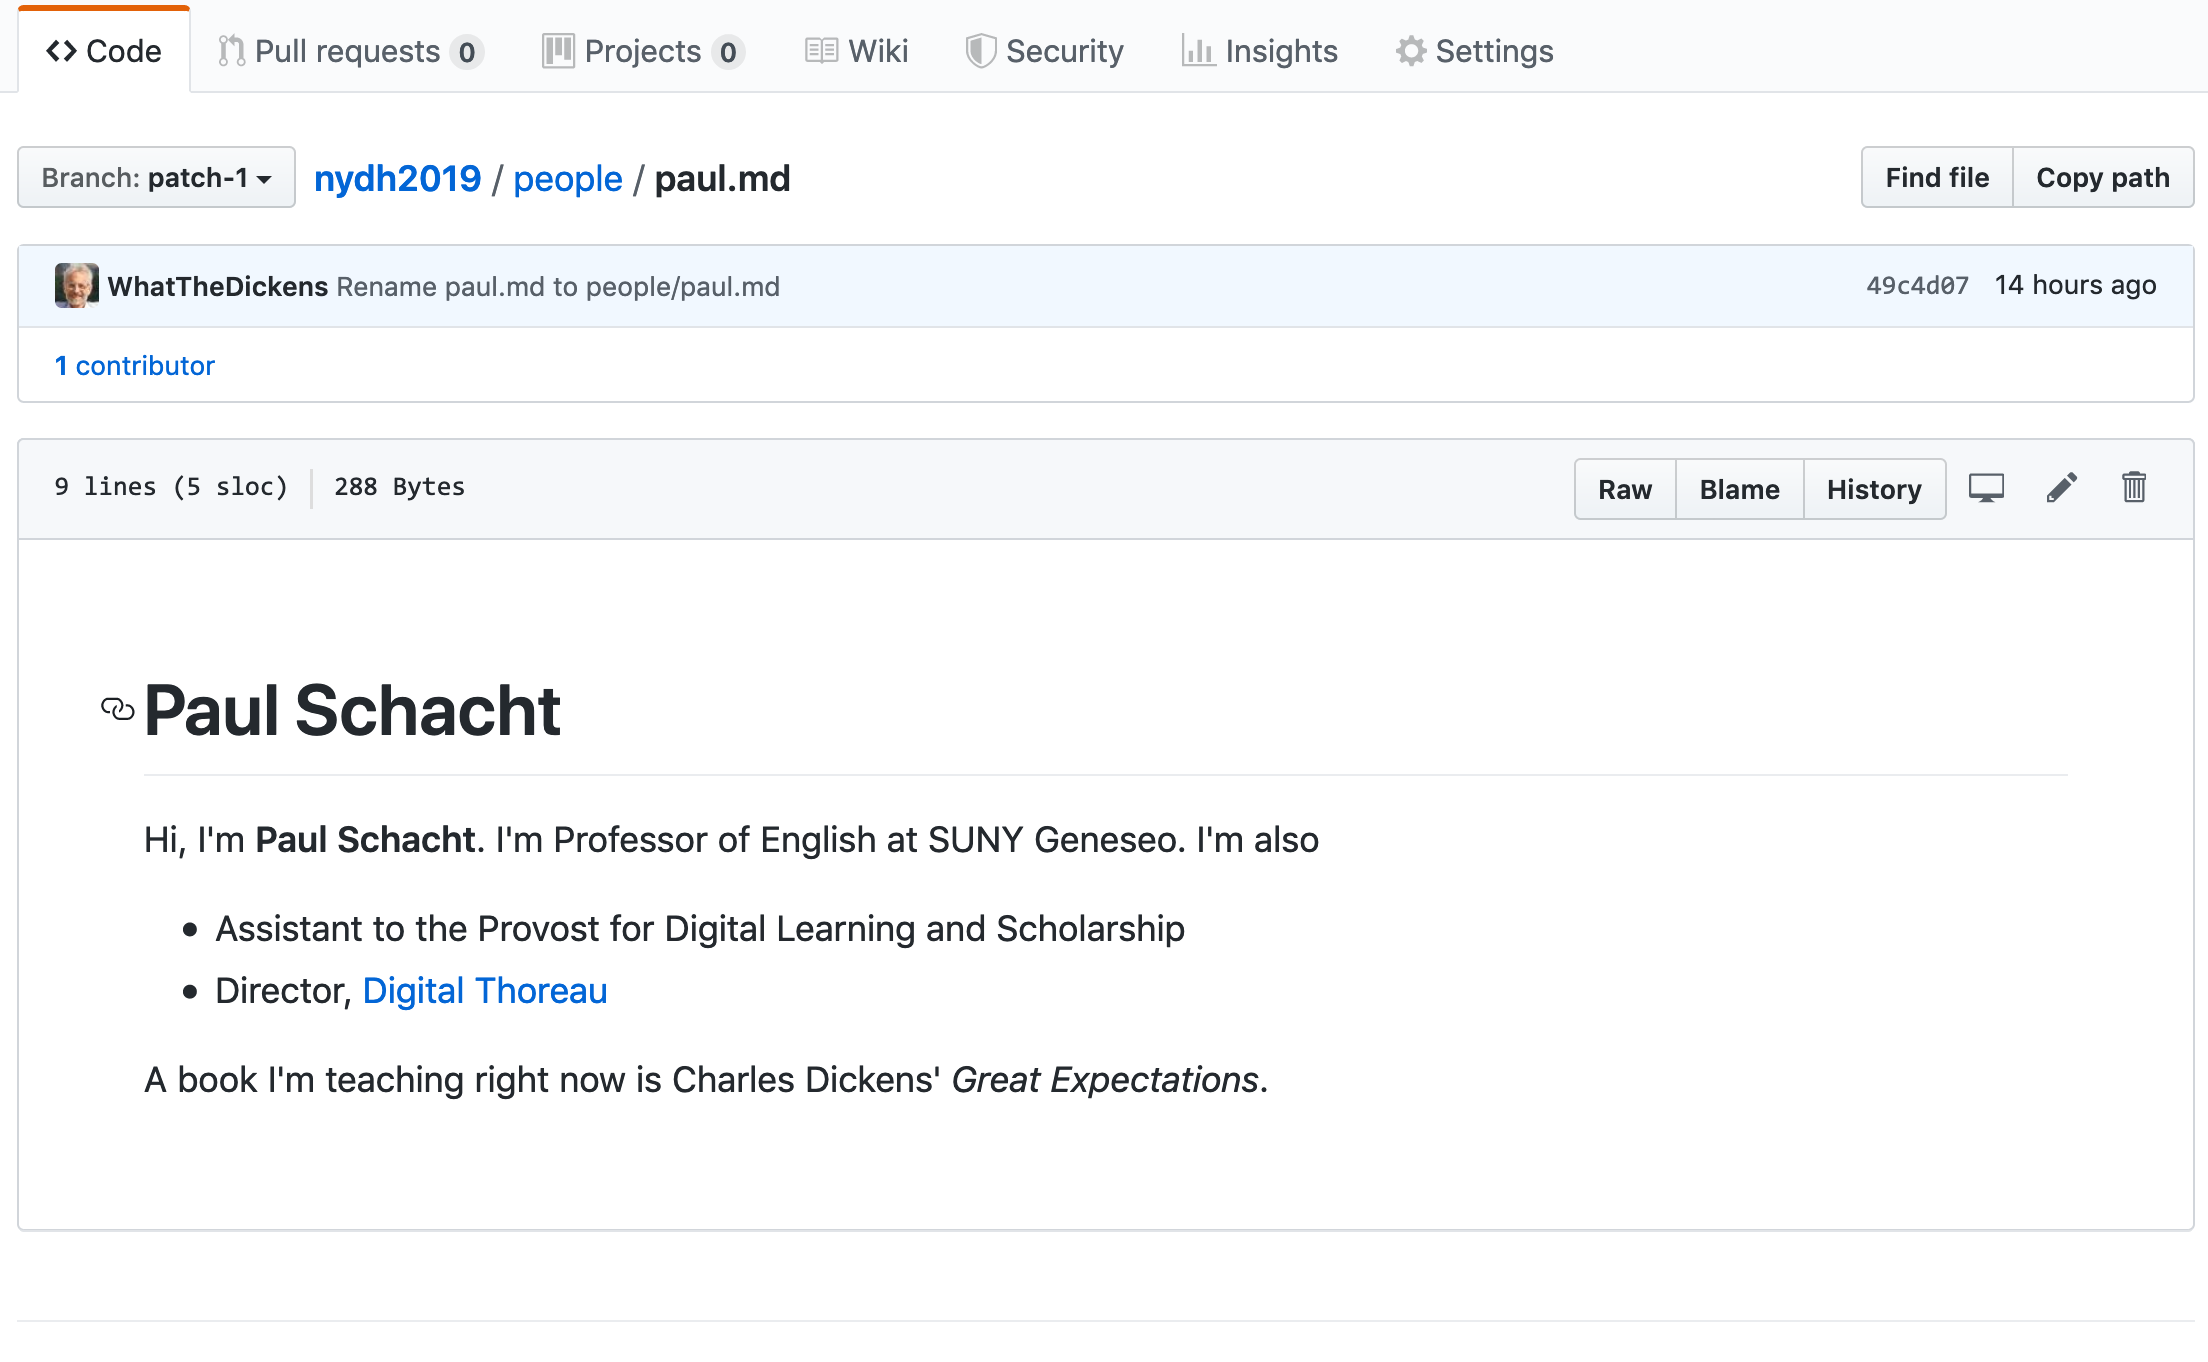 Code Pull requests 0 Projects 0 Wiki Security Insights Settings
Branch: patch-1 nydh2019 / people / paul.md Find file Copy path
WhatTheDickens Rename paul.md to people/paul.md 49c4d07 14 hours ago
1 contributor
9 lines (5 sloc) 288 Bytes Raw Blame History
Paul Schacht
Hi, I'm Paul Schacht. I'm Professor of English at SUNY Geneseo. I'm also
• Assistant to the Provost for Digital Learning and Scholarship
• Director, Digital Thoreau
A book I'm teaching right now is Charles Dickens' Great Expectations.